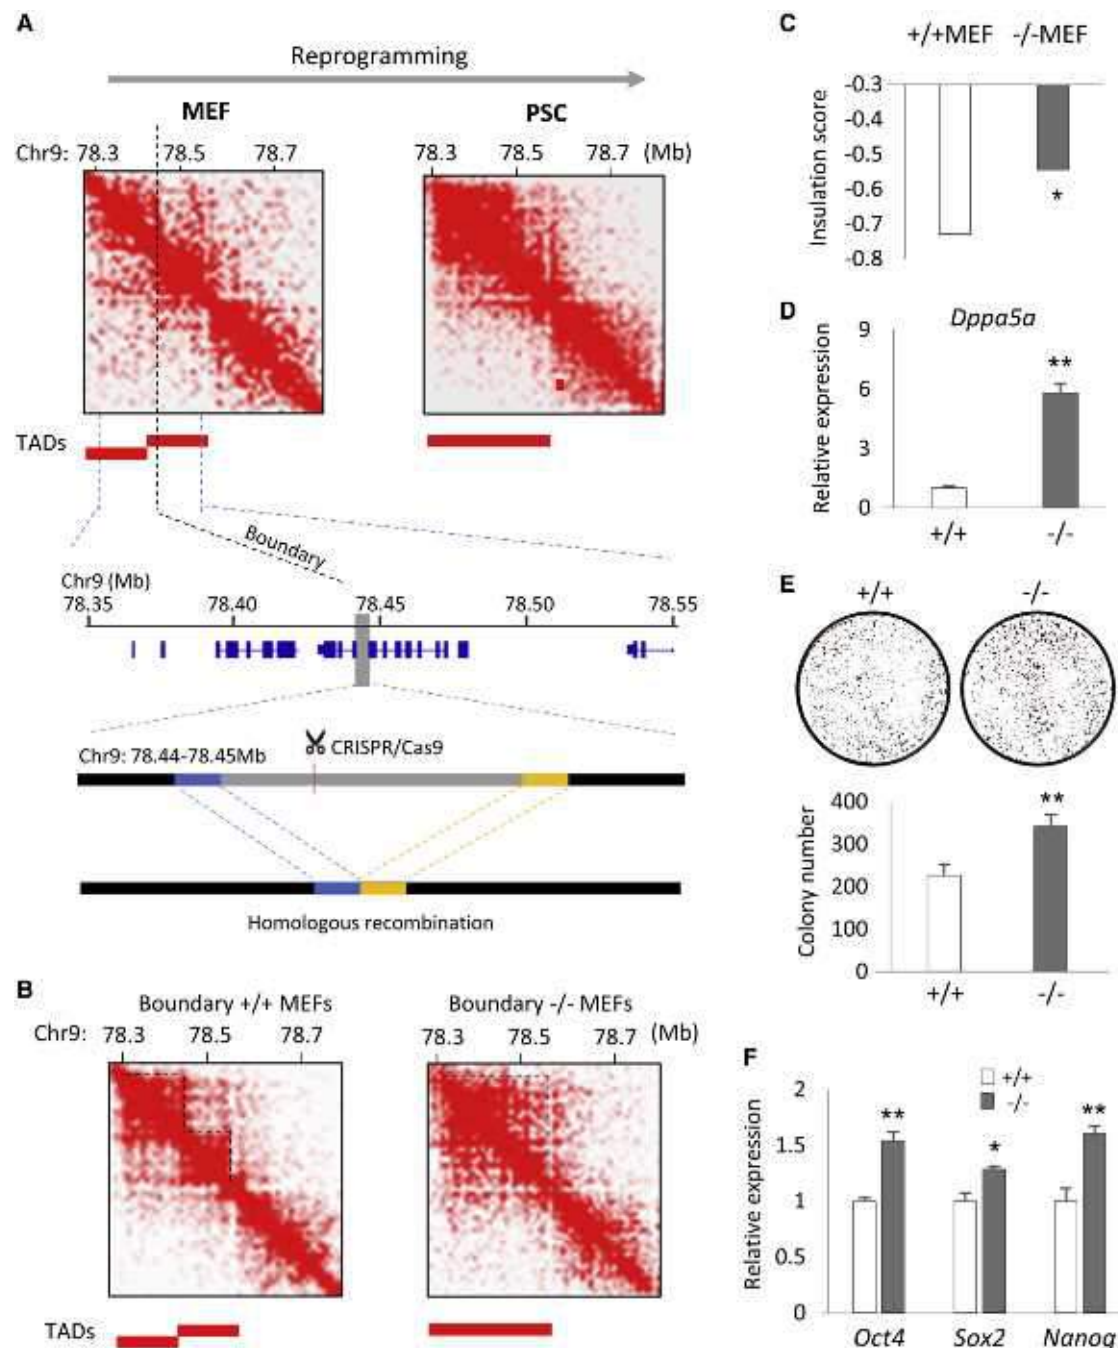 A
Reprogramming
MEF
PSC
Chr9: 78.3 78.5 78.7
78.3 78.5 78.7 (Mb)
TADs
Boundary
Chr9 (Mb)
78.35 78.40 78.45 78.50 78.55
CRISPR/Cas9
Chr9: 78.44-78.45Mb
Homologous recombination
B
Boundary +/+ MEFs
Boundary -/- MEFs
Chr9: 78.3 78.5 78.7
78.3 78.5 78.7 (Mb)
TADs
C
+/+MEF -/-MEF
Insulation score
-0.3
-0.4
-0.5
-0.6
-0.7
-0.8
*
D
Dppa5a
Relative expression
9
6
3
0
**
+/+ -/-
E
+/+ -/-
Colony number
400
300
200
100
0
**
+/+ -/-
F
Relative expression
2
1.5
1
0.5
0
+/+
-/-
** * **
Oct4 Sox2 Nanog